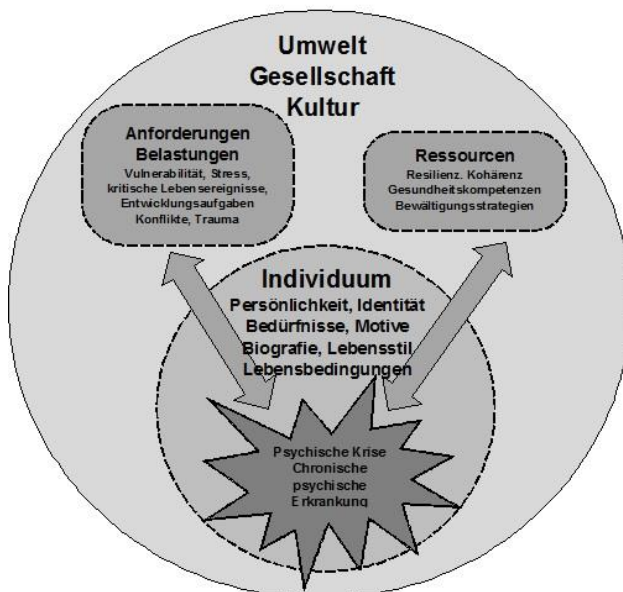 Umwelt
Gesellschaft
Kultur
Anforderungen
Belastungen
Vulnerabilität, Stress,
kritische Lebensereignisse,
Entwicklungsaufgaben
Konflikte, Trauma
Ressourcen
Resilienz. Kohärenz
Gesundheitskompetenzen
Bewältigungsstrategien
Individuum
Persönlichkeit, Identität
Bedürfnisse, Motive
Biografie, Lebensstil
Lebensbedingungen
Psychische Krise
Chronische
psychische
Erkrankung